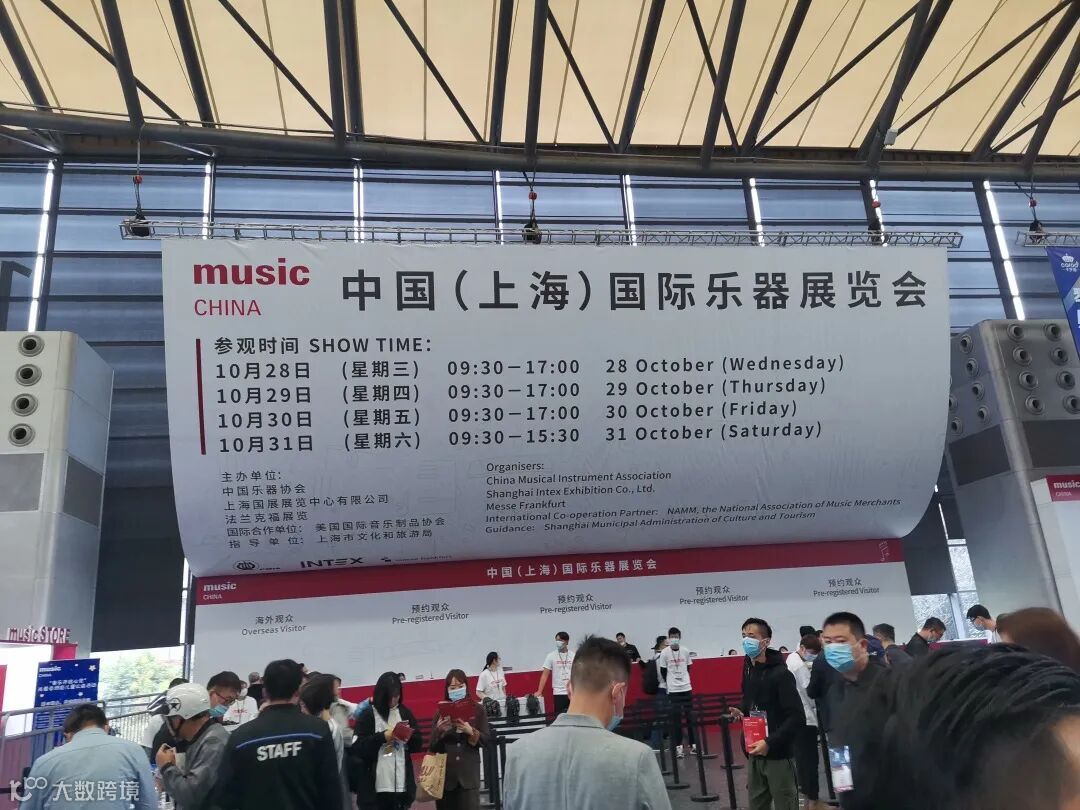 music
CHINA
中国（上海）国际乐器展览会
参观时间 SHOW TIME：
10月28日 （星期三） 09:30－17:00 28 October (Wednesday)
10月29日 （星期四） 09:30－17:00 29 October (Thursday)
10月30日 （星期五） 09:30－17:00 30 October (Friday)
10月31日 （星期六） 09:30－15:30 31 October (Saturday)
主办单位：
中国乐器协会
上海国展展览中心有限公司
法兰克福展览
国际合作单位： 美国国际音乐制品协会
指导单位： 上海市文化和旅游局
Organisers:
China Musical Instrument Association
Shanghai Intex Exhibition Co., Ltd.
Messe Frankfurt
International Co-operation Partner: NAMM, the National Association of Music Merchants
Guidance: Shanghai Municipal Administration of Culture and Tourism
INTEX
music
CHINA
中国（上海）国际乐器展览会
海外观众
Overseas Visitor
预约观众
Pre-registered Visitor
预约观众
Pre-registered Visitor
预约观众
Pre-registered Visitor
预约观众
Pre-registered Visitor
music STORE
music
CHINA
music
STAFF
大数跨境